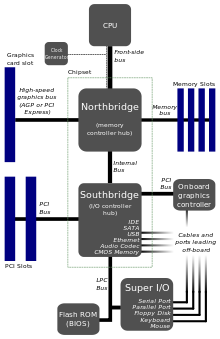 CPU
Clock
Generator
Graphics
card slot
Front-side
bus
Chipset
High-speed
graphics bus
(AGP or PCI
Express)
Northbridge
(memory
controller hub)
Memory
bus
Memory Slots
Internal
Bus
PCI
Bus
Southbridge
(I/O controller
hub)
PCI
Bus
Onboard
graphics
controller
IDE
SATA
USB
Ethernet
Audio Codec
CMOS Memory
Cables and
ports leading
off-board
PCI Slots
LPC
Bus
Super I/O
Serial Port
Parallel Port
Floppy Disk
Keyboard
Mouse
Flash ROM
(BIOS)